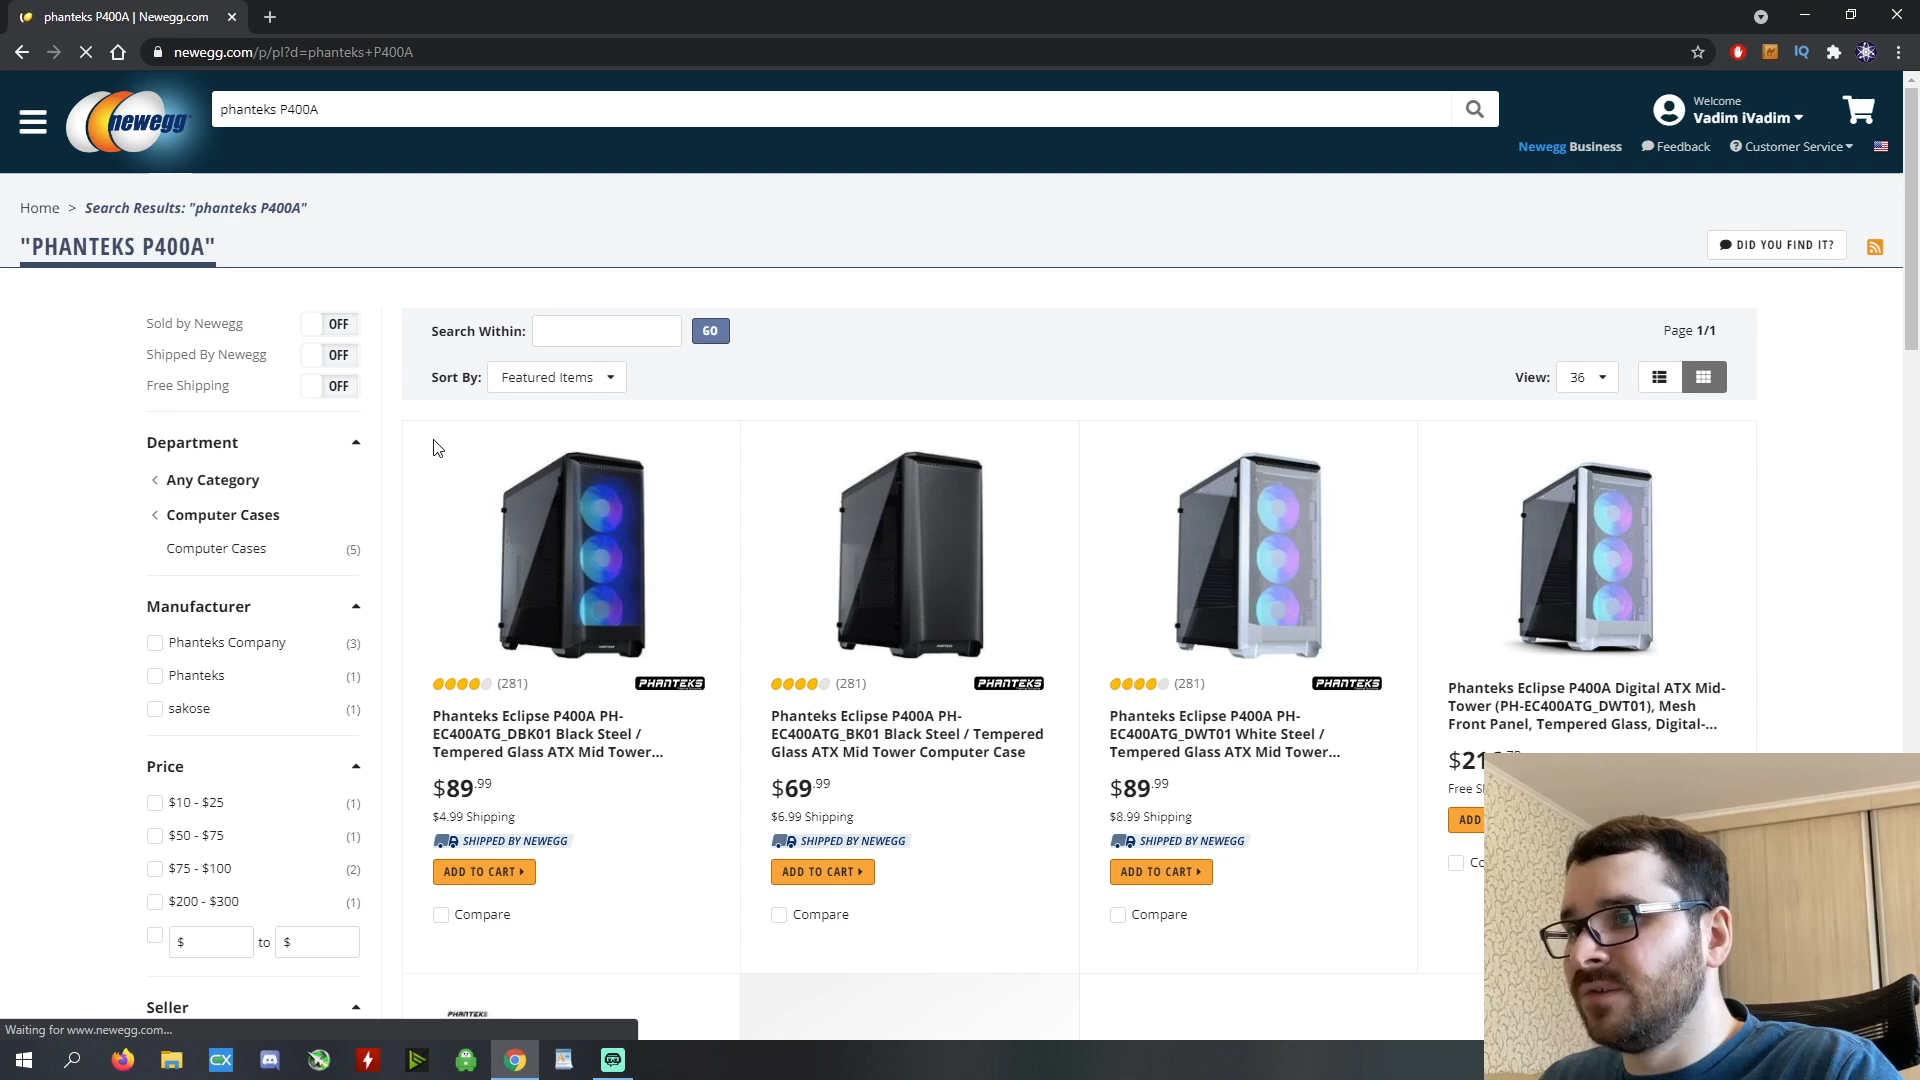 phanteks P400A | Newegg.com
newegg.com/p/pl?d=phanteks+P400A
IQ
newegg
phanteks P400A
Welcome
Vadim iVadim
Newegg Business
Feedback
Customer Service
Home > Search Results: "phanteks P400A"
"PHANTEKS P400A"
DID YOU FIND IT?
Sold by Newegg OFF
Shipped By Newegg OFF
Free Shipping OFF
Department
Any Category
Computer Cases
Computer Cases (5)
Manufacturer
Phanteks Company (3)
Phanteks (1)
sakose (1)
Price
$10 - $25 (1)
$50 - $75 (1)
$75 - $100 (2)
$200 - $300 (1)
$ to $
Seller
Search Within: GO
Page 1/1
Sort By: Featured Items
View: 36
(281) PHANTEKS
Phanteks Eclipse P400A PH-
EC400ATG_DBK01 Black Steel /
Tempered Glass ATX Mid Tower...
$89.99
$4.99 Shipping
SHIPPED BY NEWEGG
ADD TO CART
Compare
(281) PHANTEKS
Phanteks Eclipse P400A PH-
EC400ATG_BK01 Black Steel / Tempered
Glass ATX Mid Tower Computer Case
$69.99
$6.99 Shipping
SHIPPED BY NEWEGG
ADD TO CART
Compare
(281) PHANTEKS
Phanteks Eclipse P400A PH-
EC400ATG_DWT01 White Steel /
Tempered Glass ATX Mid Tower...
$89.99
$8.99 Shipping
SHIPPED BY NEWEGG
ADD TO CART
Compare
Phanteks Eclipse P400A Digital ATX Mid-
Tower (PH-EC400ATG_DWT01), Mesh
Front Panel, Tempered Glass, Digital-...
$21
Free S
ADD
Co
PHANTEKS
Waiting for www.newegg.com...
CX